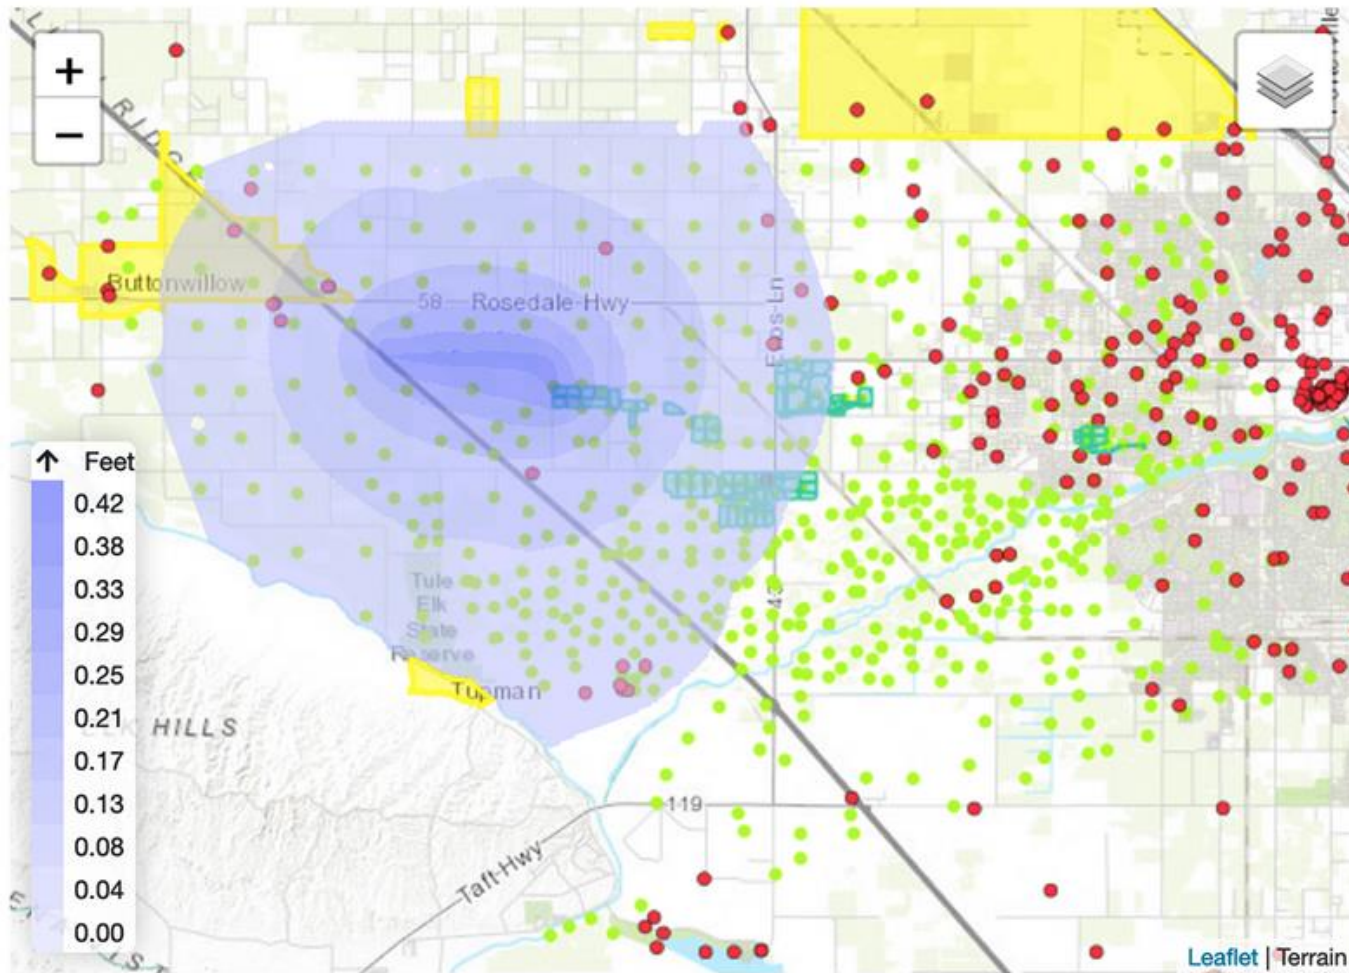 +
RIDG
−
Buttonwillow
58
Rosedale-Hwy
Enos-Ln
↑ Feet
0.42
0.38
0.33
0.29
0.25
0.21
0.17
0.13
0.08
0.04
0.00
Tule
Elk
State
Reserve
43
Tupman
HILLS
119
Taft-Hwy
Leaflet | Terrain